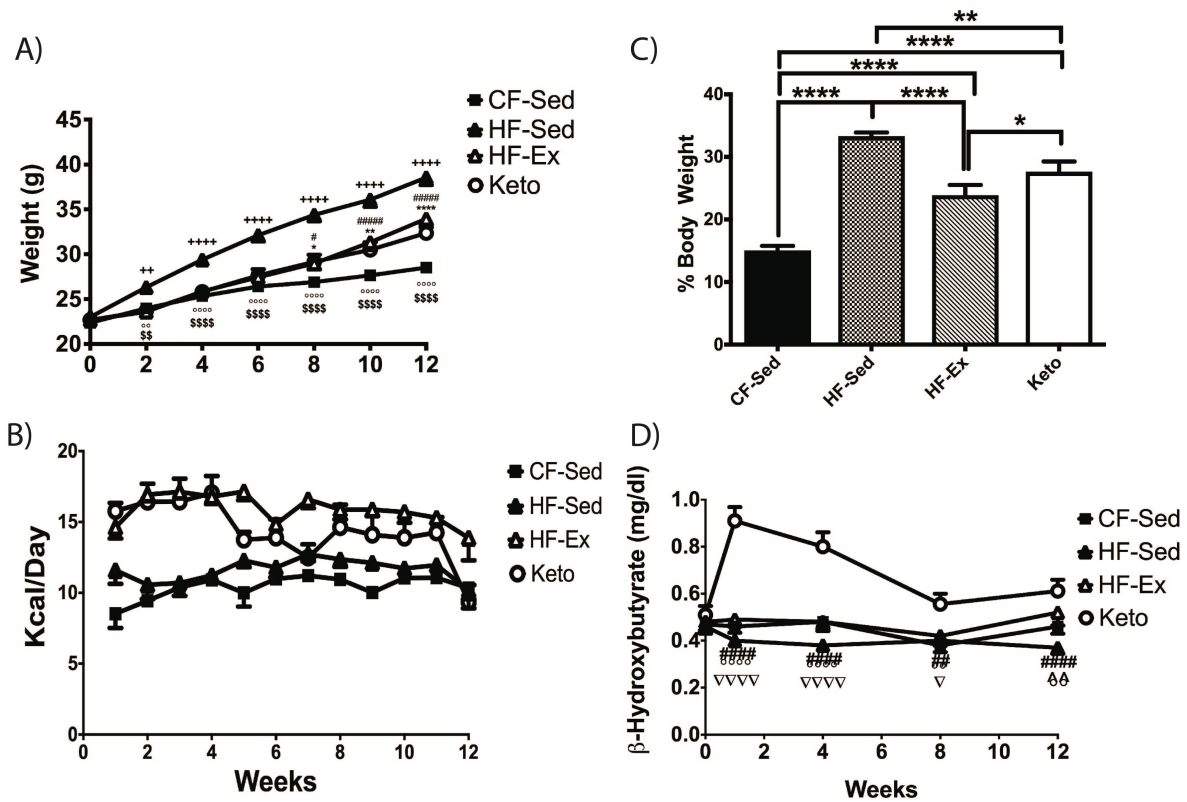 A)
CF-Sed
HF-Sed
HF-Ex
Keto
Weight (g)
45
40
35
30
25
20
++
++++
++++
++++
++++
++++
#
*
#####
**
#####
****
°°
$$
°°°°
$$$$
°°°°
$$$$
°°°°
$$$$
°°°°
$$$$
°°°°
$$$$
0 2 4 6 8 10 12
C)
**
****
****
**** ****
*
% Body Weight
40
30
20
10
0
CF-Sed HF-Sed HF-Ex Keto
B)
CF-Sed
HF-Sed
HF-Ex
Keto
Kcal/Day
20
15
10
5
0
0 2 4 6 8 10 12
Weeks
D)
CF-Sed
HF-Sed
HF-Ex
Keto
β-Hydroxybutyrate (mg/dl)
1.0
0.8
0.6
0.4
0.2
0.0
#### #### ## ####
°°°° °°°° °°
▽▽▽▽ ▽▽▽▽ ▽
0 2 4 6 8 10 12
Weeks